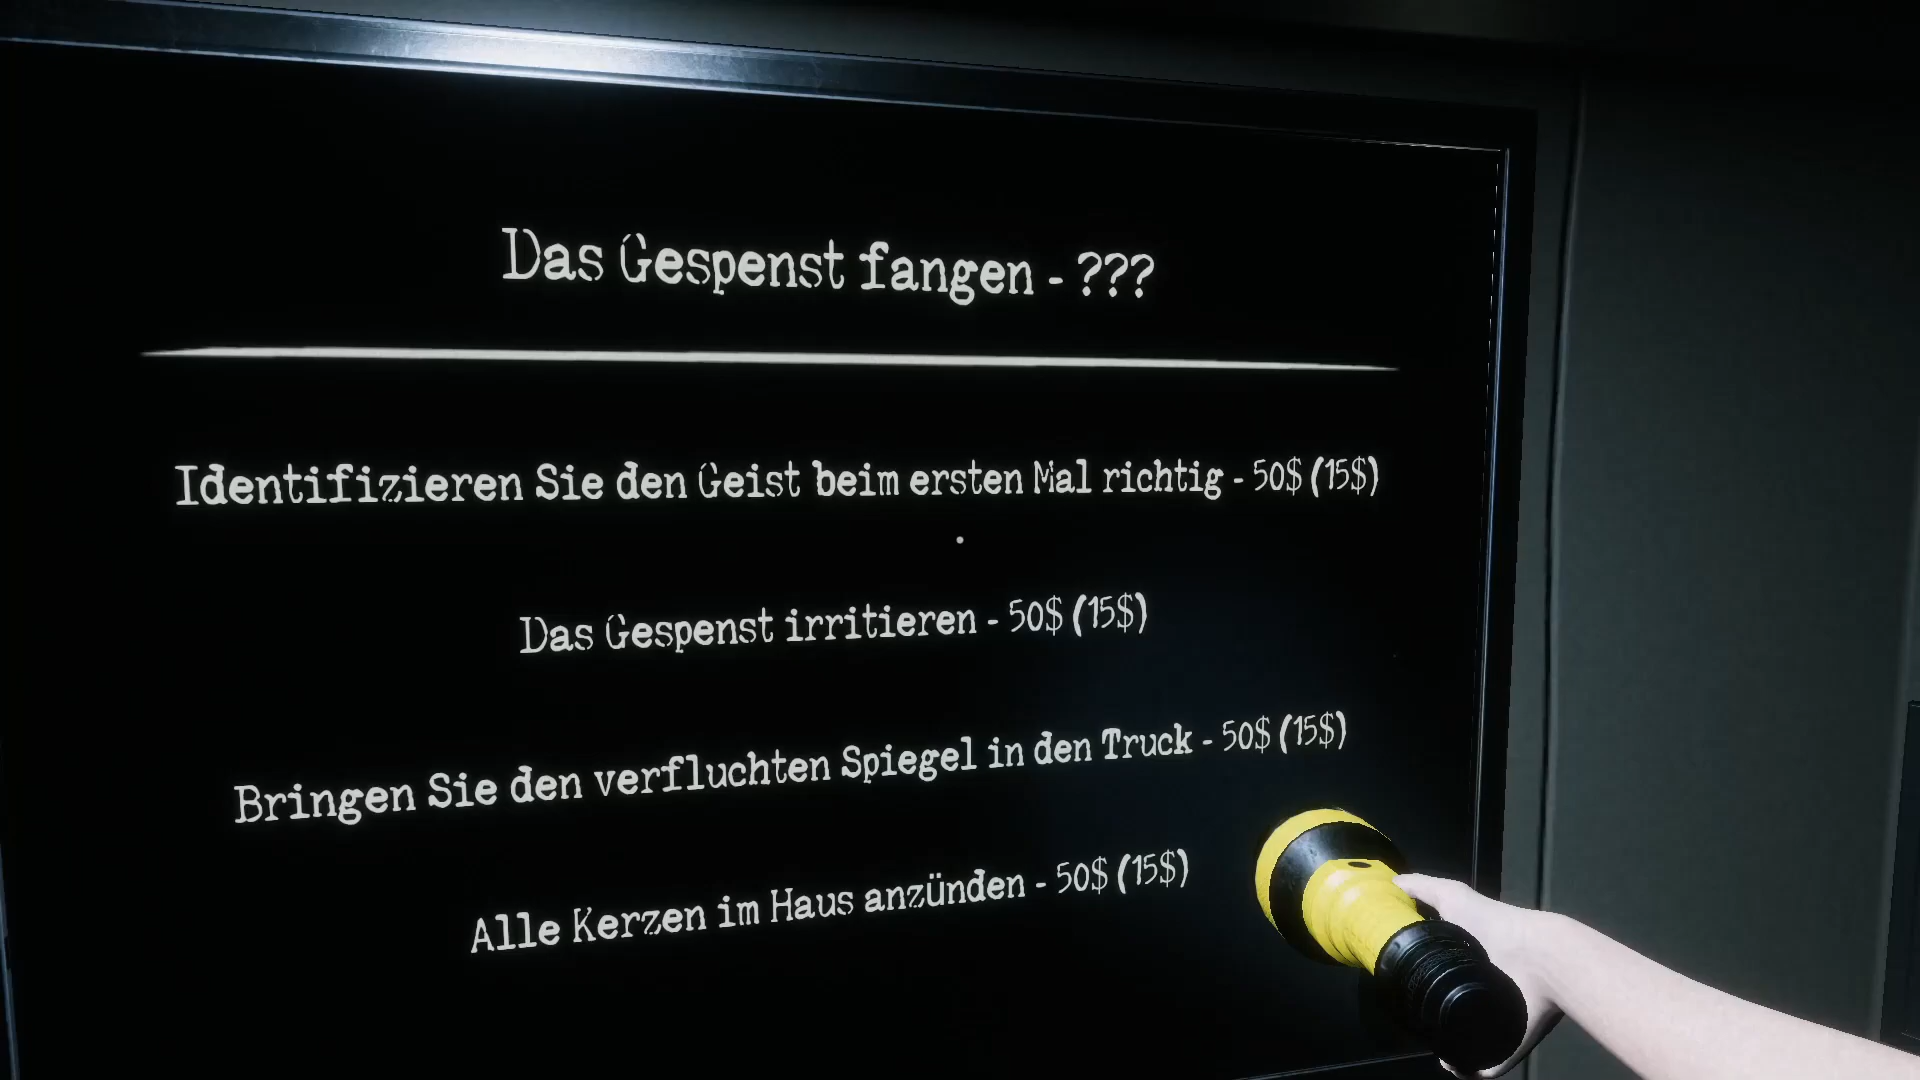 Das Gespenst fangen - ???
Identifizieren Sie den Geist beim ersten Mal richtig - 50$ (15$)
Das Gespenst irritieren - 50$ (15$)
Bringen Sie den verfluchten Spiegel in den Truck - 50$ (15$)
Alle Kerzen im Haus anzünden - 50$ (15$)